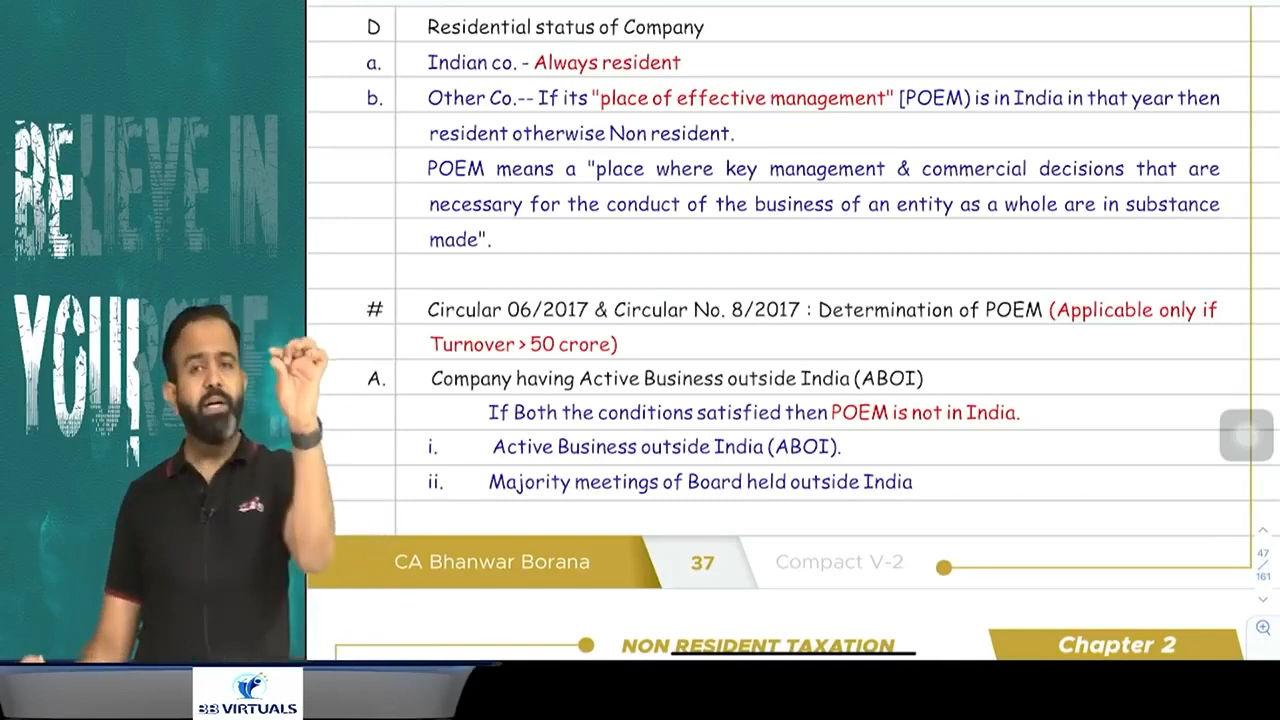 BELIEVE IN
YOUR
D Residential status of Company
a. Indian co. - Always resident
b. Other Co.-- If its "place of effective management" [POEM) is in India in that year then
resident otherwise Non resident.
POEM means a "place where key management & commercial decisions that are
necessary for the conduct of the business of an entity as a whole are in substance
made".
# Circular 06/2017 & Circular No. 8/2017 : Determination of POEM (Applicable only if
Turnover > 50 crore)
A. Company having Active Business outside India (ABOI)
If Both the conditions satisfied then POEM is not in India.
i. Active Business outside India (ABOI).
ii. Majority meetings of Board held outside India
CA Bhanwar Borana 37 Compact V-2
47
/
161
NON RESIDENT TAXATION Chapter 2
BB VIRTUALS